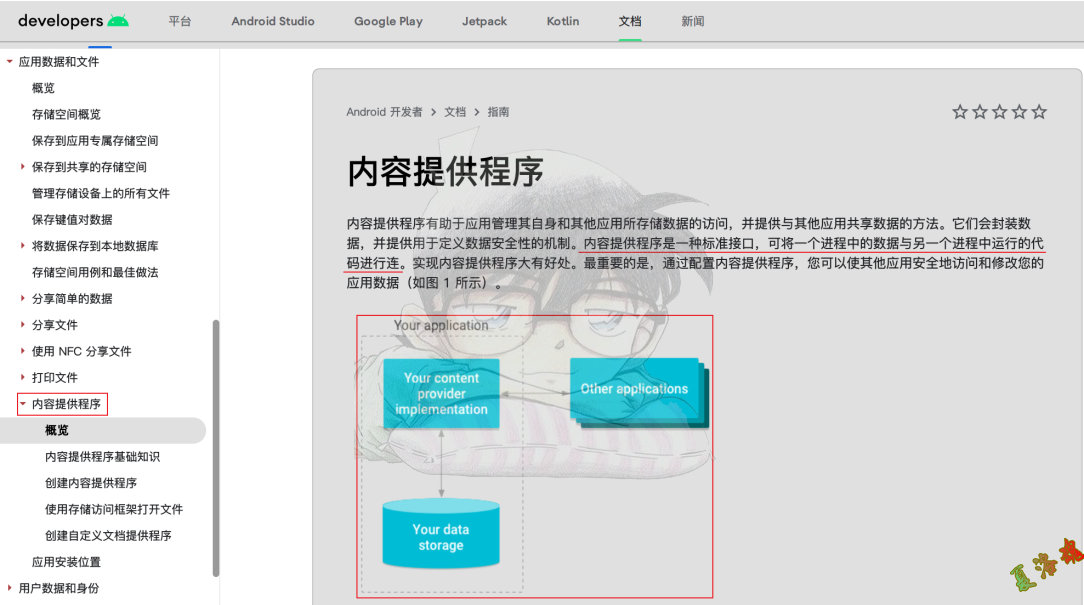 developers
平台
Android Studio
Google Play
Jetpack
Kotlin
文档
新闻
应用数据和文件
概览
存储空间概览
保存到应用专属存储空间
保存到共享的存储空间
管理存储设备上的所有文件
保存键值对数据
将数据保存到本地数据库
存储空间用例和最佳做法
分享简单的数据
分享文件
使用 NFC 分享文件
打印文件
内容提供程序
概览
内容提供程序基础知识
创建内容提供程序
使用存储访问框架打开文件
创建自定义文档提供程序
应用安装位置
用户数据和身份
Android 开发者 > 文档 > 指南
内容提供程序
内容提供程序有助于应用管理其自身和其他应用所存储数据的访问，并提供与其他应用共享数据的方法。它们会封装数
据，并提供用于定义数据安全性的机制。内容提供程序是一种标准接口，可将一个进程中的数据与另一个进程中运行的代
码进行连。实现内容提供程序大有好处。最重要的是，通过配置内容提供程序，您可以使其他应用安全地访问和修改您的
应用数据（如图 1 所示）。
Your application
Your content
provider
implementation
Other applications
Your data
storage